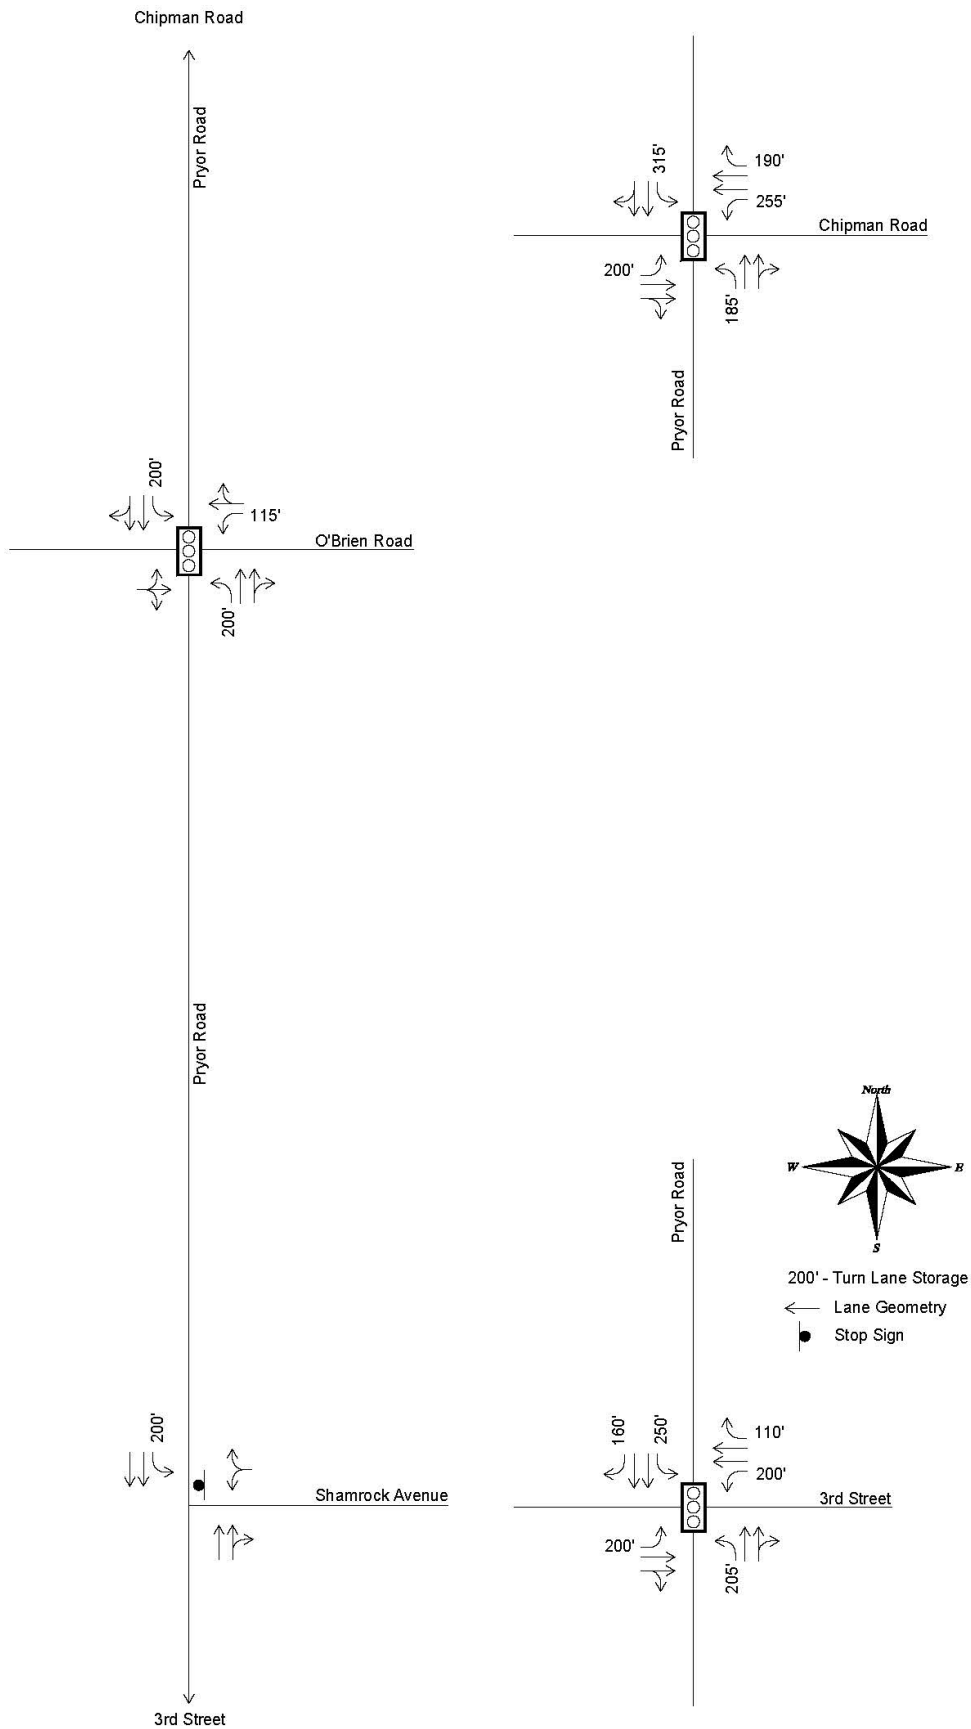 Chipman Road
Pryor Road
315'
190'
255'
Chipman Road
200'
185'
Pryor Road
200'
115'
O'Brien Road
200'
Pryor Road
North
W
E
S
Pryor Road
200' - Turn Lane Storage
Lane Geometry
Stop Sign
200'
Shamrock Avenue
160'
250'
110'
200'
3rd Street
200'
205'
3rd Street